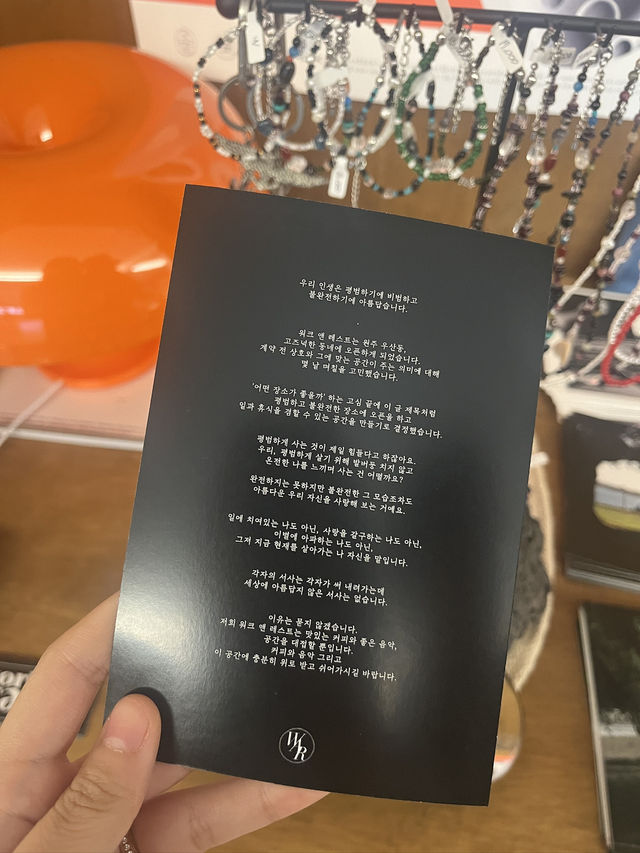 우리 인생은 평범하기에 비범하고
불완전하기에 아름답습니다.
워크 앤 레스트는 원주 우산동,
고즈넉한 동네에 오픈하게 되었습니다.
계약 전 상호와 그에 맞는 공간이 주는 의미에 대해
몇 날 며칠을 고민했습니다.
'어떤 장소가 좋을까' 하는 고심 끝에 이 글 제목처럼
평범하고 불완전한 장소에 오픈을 하고
일과 휴식을 겸할 수 있는 공간을 만들기로 결정했습니다.
평범하게 사는 것이 제일 힘들다고 하잖아요.
우리, 평범하게 살기 위해 발버둥 치지 않고
온전한 나를 느끼며 사는 건 어떨까요?
완전하지는 못하지만 불완전한 그 모습조차도
아름다운 우리 자신을 사랑해 보는 거예요.
일에 치여있는 나도 아닌, 사랑을 갈구하는 나도 아닌,
이별에 아파하는 나도 아닌,
그저 지금 현재를 살아가는 나 자신을 말입니다.
각자의 서사는 각자가 써 내려가는데
세상에 아름답지 않은 서사는 없습니다.
이유는 묻지 않겠습니다.
저희 워크 앤 레스트는 맛있는 커피와 좋은 음악,
공간을 대접할 뿐입니다.
커피와 음악 그리고
이 공간에 충분히 위로 받고 쉬어가시길 바랍니다.
WR